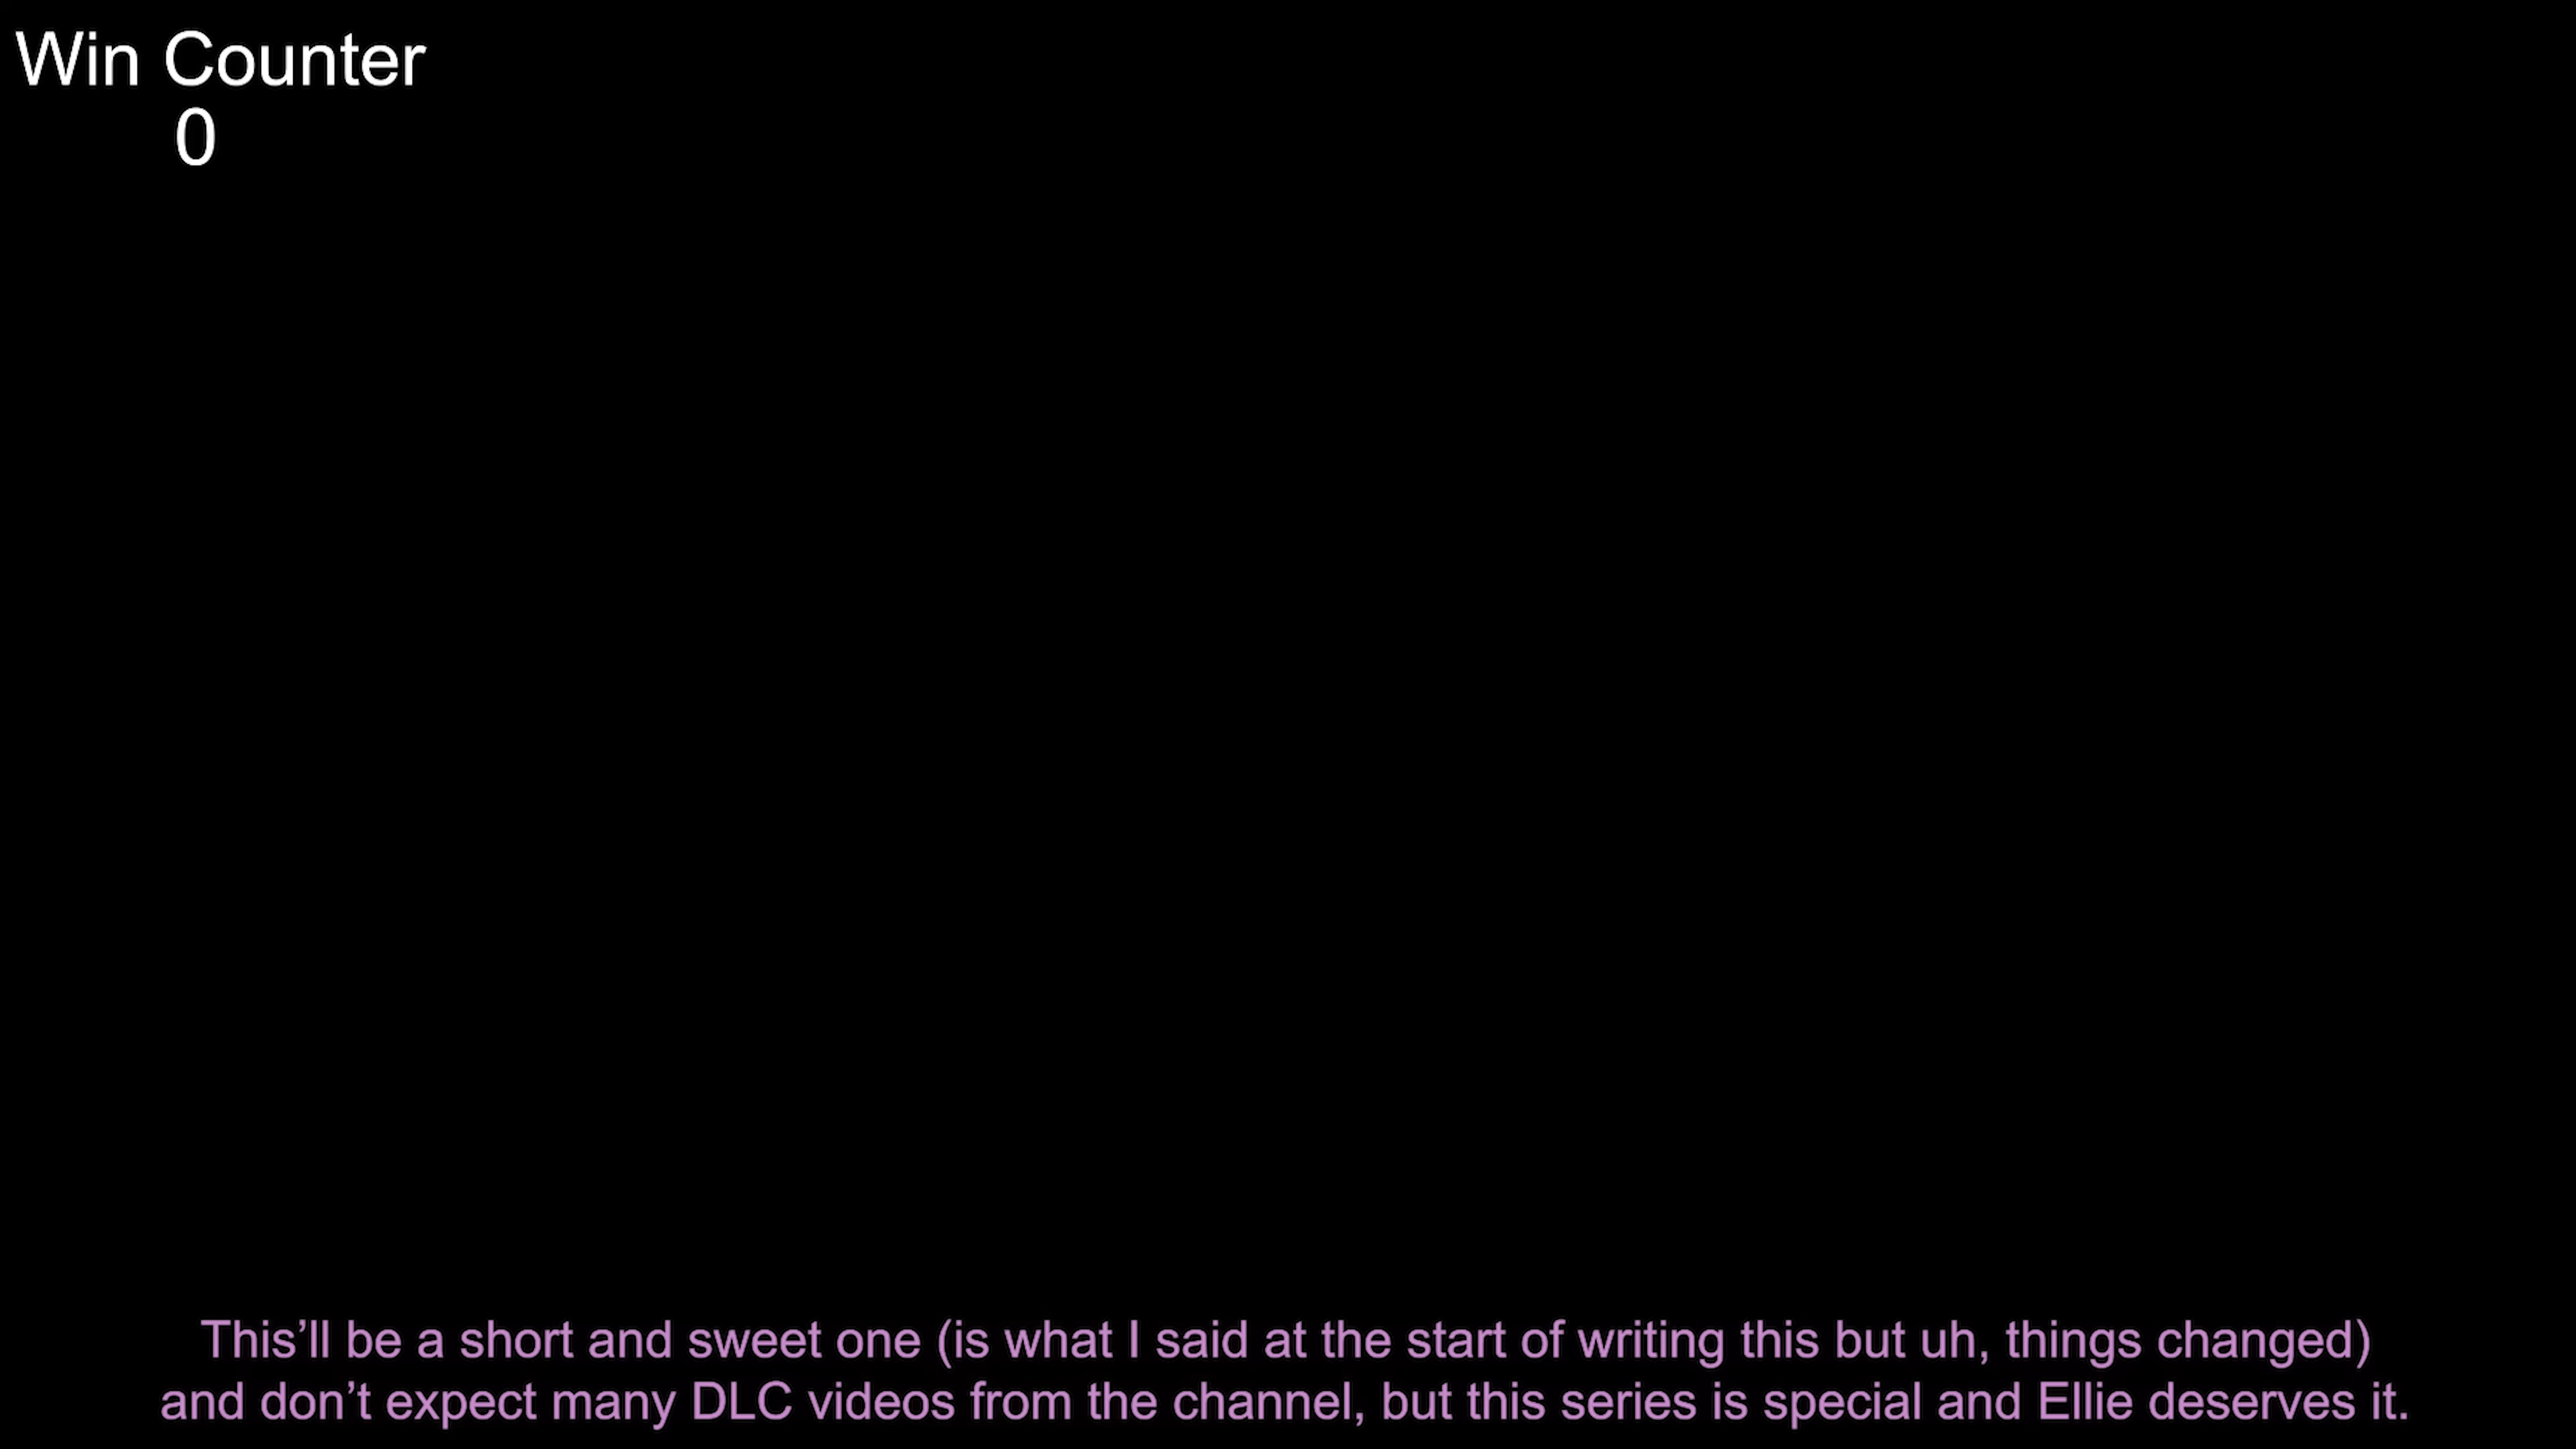 Win Counter
0
This’ll be a short and sweet one (is what I said at the start of writing this but uh, things changed)
and don’t expect many DLC videos from the channel, but this series is special and Ellie deserves it.